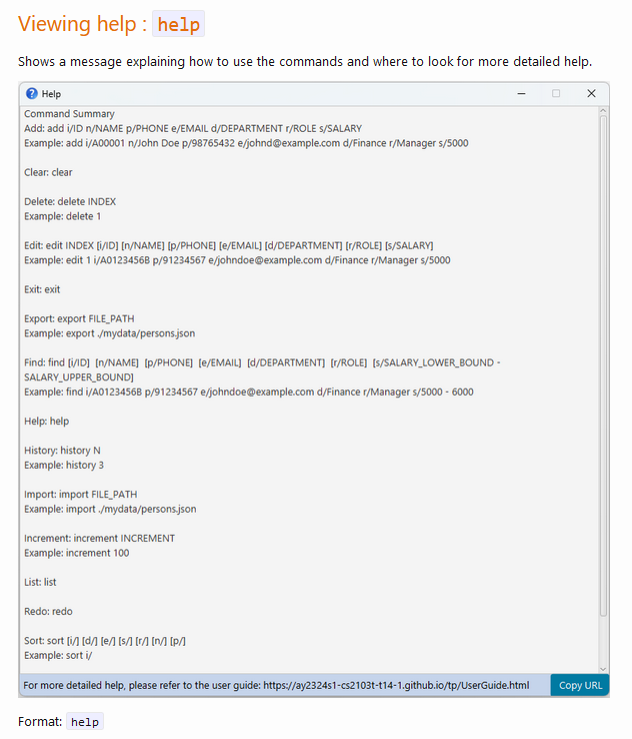 Viewing help : help
Shows a message explaining how to use the commands and where to look for more detailed help.
Help
Command Summary
Add: add i/ID n/NAME p/PHONE e/EMAIL d/DEPARTMENT r/ROLE s/SALARY
Example: add i/A00001 n/John Doe p/98765432 e/johnd@example.com d/Finance r/Manager s/5000
Clear: clear
Delete: delete INDEX
Example: delete 1
Edit: edit INDEX [i/ID] [n/NAME] [p/PHONE] [e/EMAIL] [d/DEPARTMENT] [r/ROLE] [s/SALARY]
Example: edit 1 i/A0123456B p/91234567 e/johndoe@example.com d/Finance r/Manager s/5000
Exit: exit
Export: export FILE_PATH
Example: export ./mydata/persons.json
Find: find [i/ID] [n/NAME] [p/PHONE] [e/EMAIL] [d/DEPARTMENT] [r/ROLE] [s/SALARY_LOWER_BOUND -
SALARY_UPPER_BOUND]
Example: find i/A0123456B p/91234567 e/johndoe@example.com d/Finance r/Manager s/5000 - 6000
Help: help
History: history N
Example: history 3
Import: import FILE_PATH
Example: import ./mydata/persons.json
Increment: increment INCREMENT
Example: increment 100
List: list
Redo: redo
Sort: sort [i/] [d/] [e/] [s/] [r/] [n/] [p/]
Example: sort i/
For more detailed help, please refer to the user guide: https://ay2324s1-cs2103t-t14-1.github.io/tp/UserGuide.html
Copy URL
Format: help